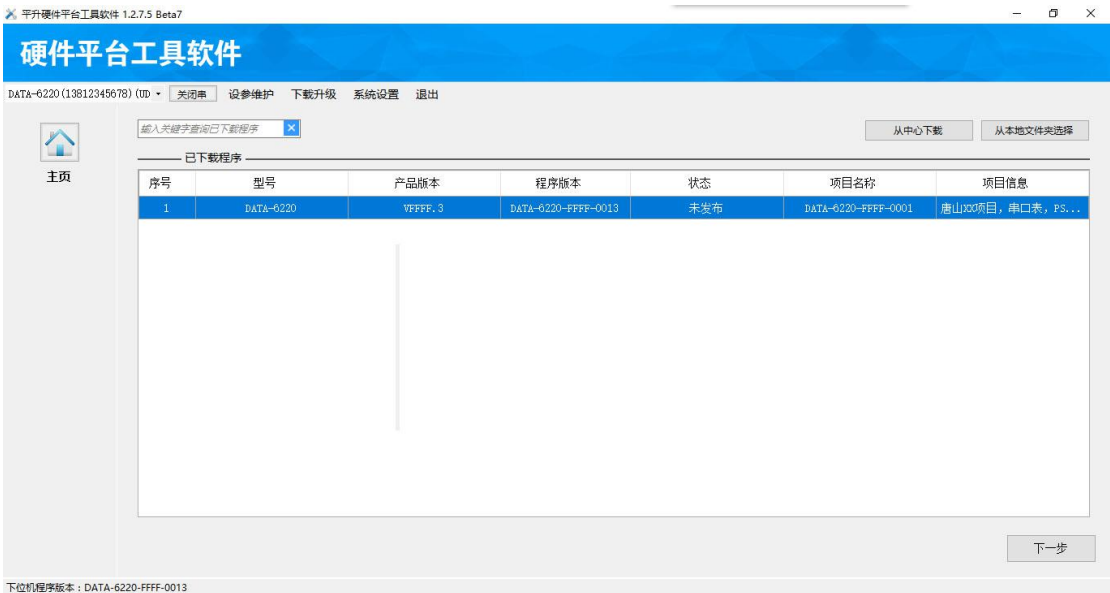 平升硬件平台工具软件 1.2.7.5 Beta7
硬件平台工具软件
DATA-6220(13812345678)(UD 关闭串 设参维护 下载升级 系统设置 退出
输入关键字查询已下载程序 从中心下载 从本地文件夹选择
主页
已下载程序
序号 型号 产品版本 程序版本 状态 项目名称 项目信息
1 DATA-6220 VFFFF.3 DATA-6220-FFFF-0013 未发布 DATA-6220-FFFF-0001 唐山XX项目，串口表，PS...
下一步
下位机程序版本：DATA-6220-FFFF-0013